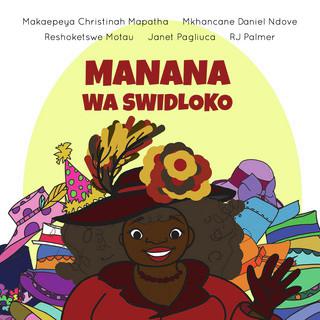 Makaepeya Christinah Mapatha Mkhancane Daniel Ndove
Reshoketswe Motau Janet Pagliuca RJ Palmer
MANANA
WA SWIDLOKO